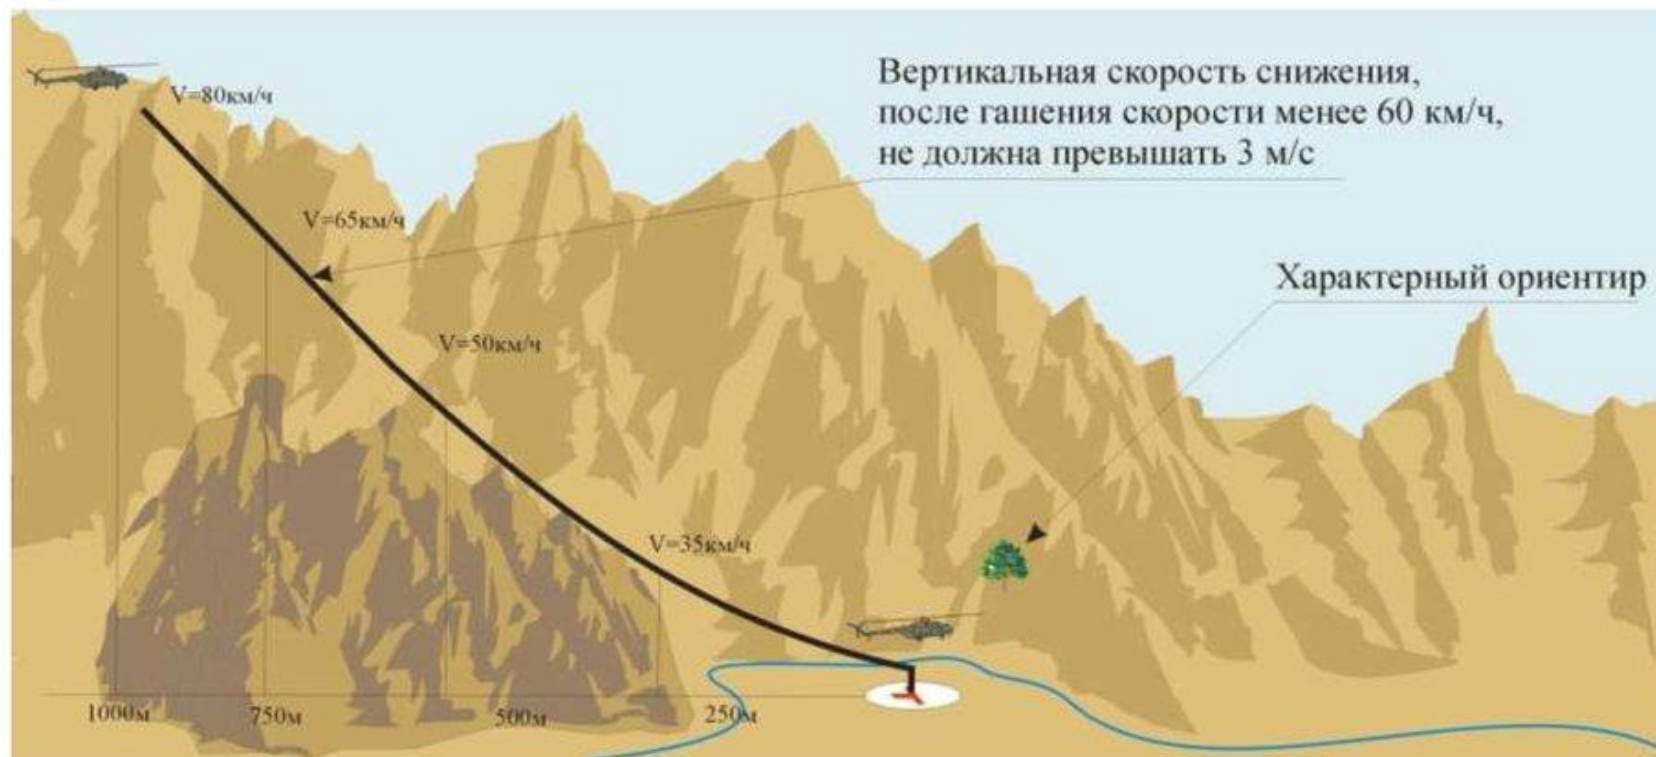 V=80км/ч
Вертикальная скорость снижения,
после гашения скорости менее 60 км/ч,
не должна превышать 3 м/с
V=65км/ч
Характерный ориентир
V=50км/ч
V=35км/ч
1000м 750м 500м 250м